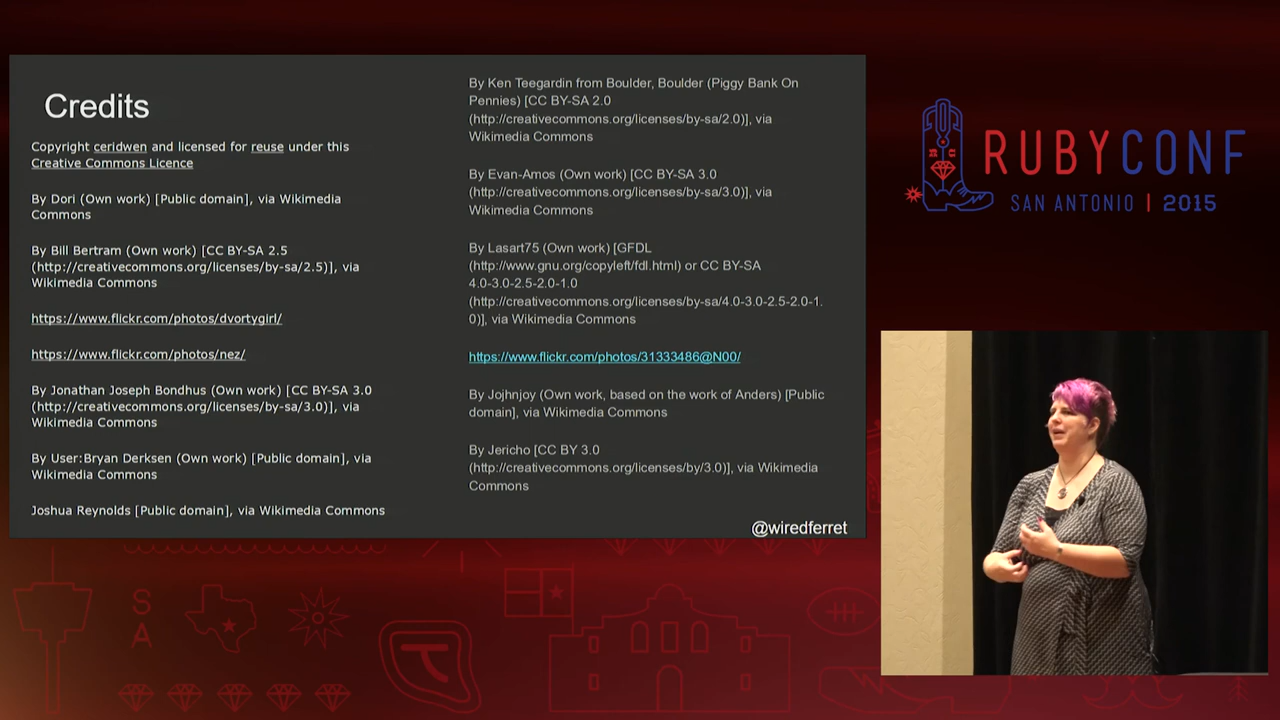 Credits
Copyright ceridwen and licensed for reuse under this
Creative Commons Licence
By Dori (Own work) [Public domain], via Wikimedia
Commons
By Bill Bertram (Own work) [CC BY-SA 2.5
(http://creativecommons.org/licenses/by-sa/2.5)], via
Wikimedia Commons
https://www.flickr.com/photos/dvortygirl/
https://www.flickr.com/photos/nez/
By Jonathan Joseph Bondhus (Own work) [CC BY-SA 3.0
(http://creativecommons.org/licenses/by-sa/3.0)], via
Wikimedia Commons
By User:Bryan Derksen (Own work) [Public domain], via
Wikimedia Commons
Joshua Reynolds [Public domain], via Wikimedia Commons
By Ken Teegardin from Boulder, Boulder (Piggy Bank On
Pennies) [CC BY-SA 2.0
(http://creativecommons.org/licenses/by-sa/2.0)], via
Wikimedia Commons
By Evan-Amos (Own work) [CC BY-SA 3.0
(http://creativecommons.org/licenses/by-sa/3.0)], via
Wikimedia Commons
By Lasart75 (Own work) [GFDL
(http://www.gnu.org/copyleft/fdl.html) or CC BY-SA
4.0-3.0-2.5-2.0-1.0
(http://creativecommons.org/licenses/by-sa/4.0-3.0-2.5-2.0-1.
0)], via Wikimedia Commons
https://www.flickr.com/photos/31333486@N00/
By Jojhnjoy (Own work, based on the work of Anders) [Public
domain], via Wikimedia Commons
By Jericho [CC BY 3.0
(http://creativecommons.org/licenses/by/3.0)], via Wikimedia
Commons
@wiredferret
RUBYCONF
SAN ANTONIO | 2015
S
A